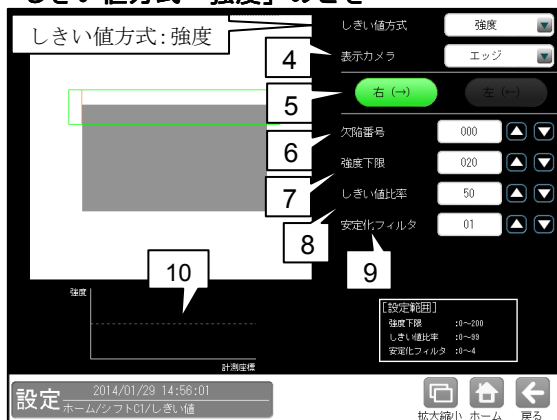 しきい値方式「強度」のとき
しきい値方式:強度
しきい値方式 強度
4 表示カメラ エッジ
5 右 (→) 左 (←)
6 欠陥番号 000
7 強度下限 020
8 しきい値比率 50
9 安定化フィルタ 01
10
強度
計測座標
[設定範囲]
強度下限 :0~200
しきい値比率 :0~99
安定化フィルタ :0~4
設定 2014/01/29 14:56:01
ホーム/シフトC1/しきい値
拡大縮小 ホーム 戻る